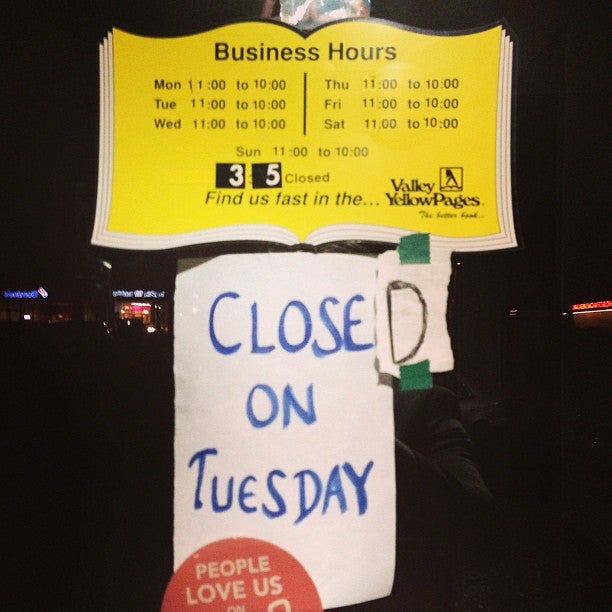 Business Hours
Mon 11:00 to 10:00 Thu 11:00 to 10:00
Tue 11:00 to 10:00 Fri 11:00 to 10:00
Wed 11:00 to 10:00 Sat 11:00 to 10:00
Sun 11:00 to 10:00
3 5 Closed
Find us fast in the...
Valley
YellowPages.
The better book...
CLOSED
ON
TUESDAY
PEOPLE
LOVE US
ON